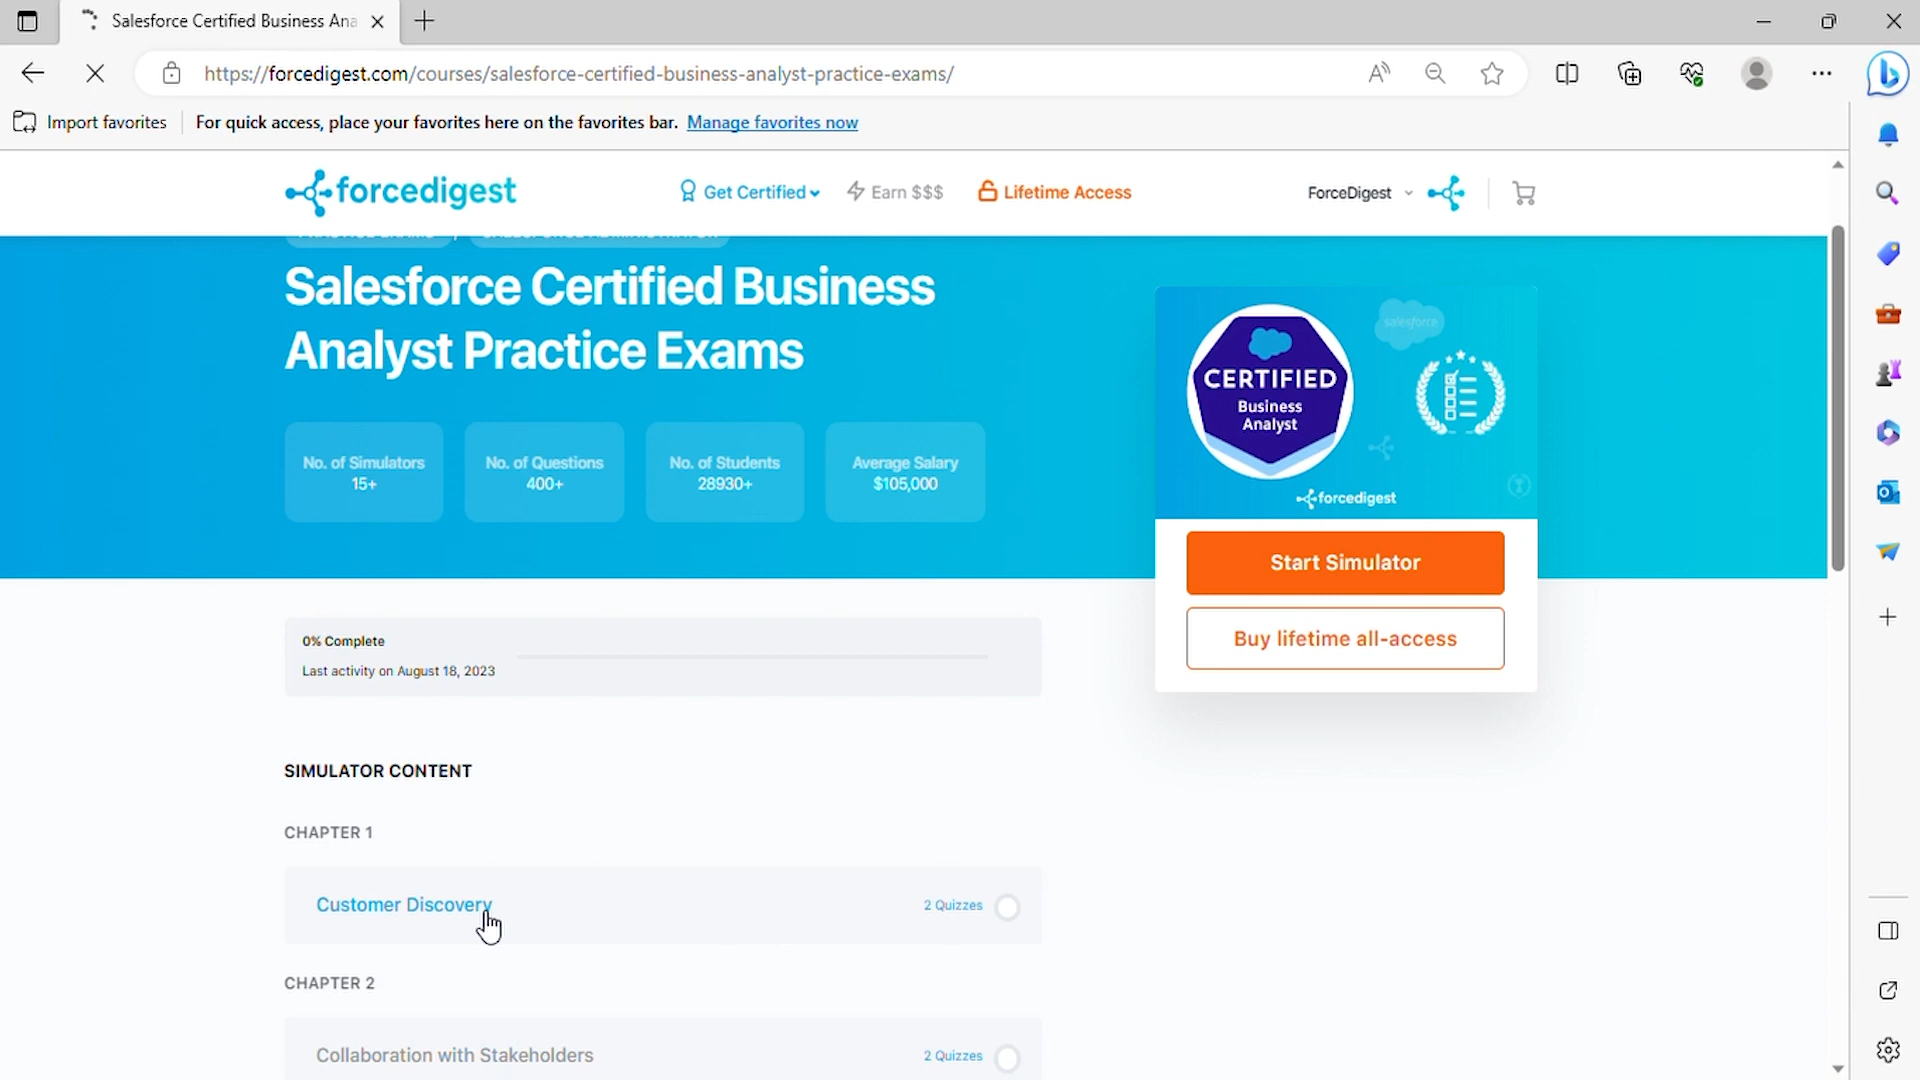 Salesforce Certified Business Ana
https://forcedigest.com/courses/salesforce-certified-business-analyst-practice-exams/
Import favorites
For quick access, place your favorites here on the favorites bar. Manage favorites now
forcedigest
Get Certified
Earn $$$
Lifetime Access
ForceDigest
Salesforce Certified Business
Analyst Practice Exams
No. of Simulators
15+
No. of Questions
400+
No. of Students
28930+
Average Salary
$105,000
salesforce
CERTIFIED
Business
Analyst
forcedigest
Start Simulator
Buy lifetime all-access
0% Complete
Last activity on August 18, 2023
SIMULATOR CONTENT
CHAPTER 1
Customer Discovery
2 Quizzes
CHAPTER 2
Collaboration with Stakeholders
2 Quizzes